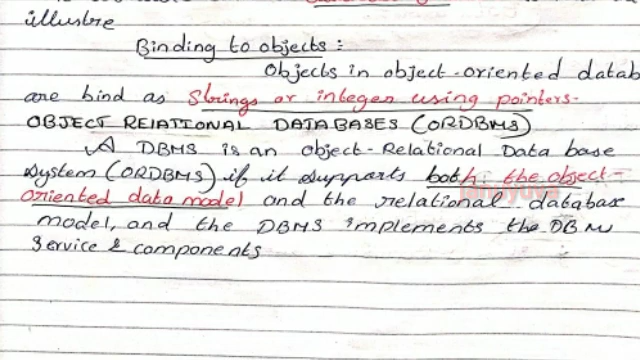 illustre
Binding to objects :
Objects in object-oriented datab
are bind as Strings or integer using pointers-
OBJECT RELATIONAL DATABASES (ORDBMS)
A DBMS is an object-Relational Data base
System (ORDBMS) if it supports both the object-
oriented data model and the relational database
model, and the DBMS implements the DBM
Service & components